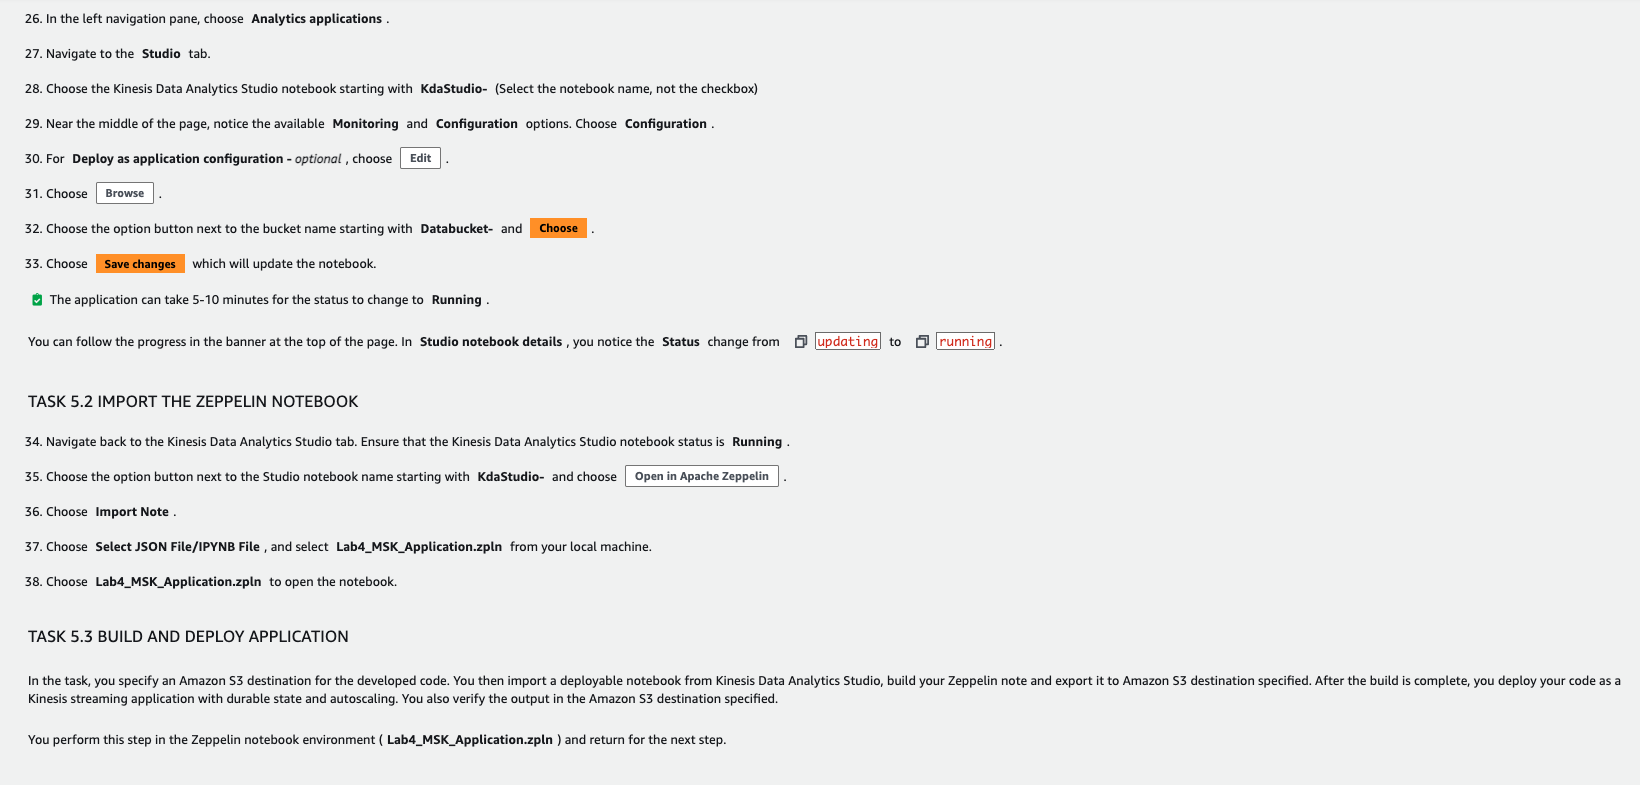 26. In the left navigation pane, choose Analytics applications .
27. Navigate to the Studio tab.
28. Choose the Kinesis Data Analytics Studio notebook starting with KdaStudio- (Select the notebook name, not the checkbox)
29. Near the middle of the page, notice the available Monitoring and Configuration options. Choose Configuration .
30. For Deploy as application configuration - optional , choose Edit .
31. Choose Browse .
32. Choose the option button next to the bucket name starting with Databucket- and Choose .
33. Choose Save changes which will update the notebook.
The application can take 5-10 minutes for the status to change to Running .
You can follow the progress in the banner at the top of the page. In Studio notebook details , you notice the Status change from updating to running .
TASK 5.2 IMPORT THE ZEPPELIN NOTEBOOK
34. Navigate back to the Kinesis Data Analytics Studio tab. Ensure that the Kinesis Data Analytics Studio notebook status is Running .
35. Choose the option button next to the Studio notebook name starting with KdaStudio- and choose Open in Apache Zeppelin .
36. Choose Import Note .
37. Choose Select JSON File/IPYNB File , and select Lab4_MSK_Application.zpln from your local machine.
38. Choose Lab4_MSK_Application.zpln to open the notebook.
TASK 5.3 BUILD AND DEPLOY APPLICATION
In the task, you specify an Amazon S3 destination for the developed code. You then import a deployable notebook from Kinesis Data Analytics Studio, build your Zeppelin note and export it to Amazon S3 destination specified. After the build is complete, you deploy your code as a
Kinesis streaming application with durable state and autoscaling. You also verify the output in the Amazon S3 destination specified.
You perform this step in the Zeppelin notebook environment ( Lab4_MSK_Application.zpln ) and return for the next step.